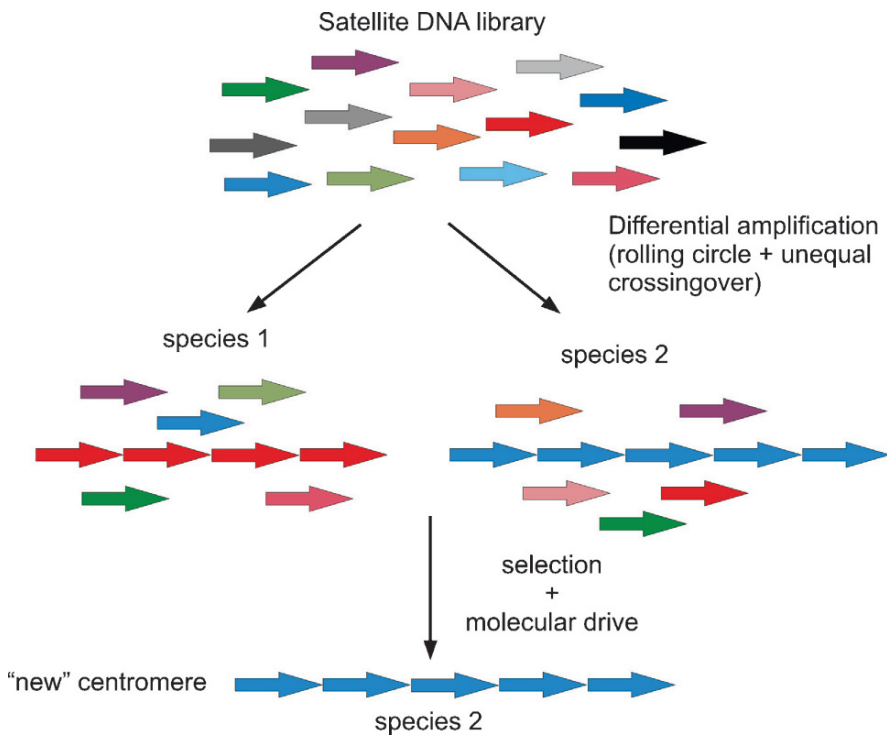 Satellite DNA library
Differential amplification
(rolling circle + unequal
crossingover)
species 1
species 2
selection
+
molecular drive
“new” centromere
species 2